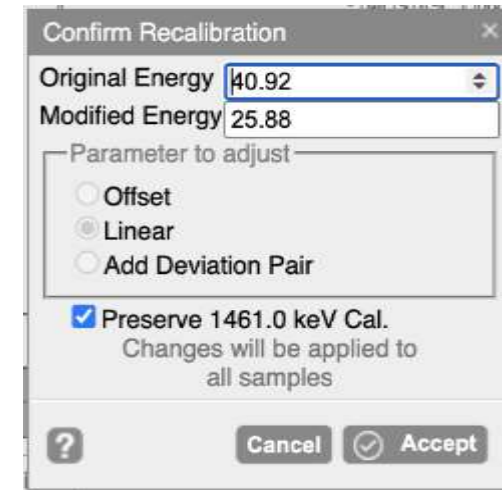 Confirm Recalibration ×
Original Energy 40.92
Modified Energy 25.88
Parameter to adjust
Offset
Linear
Add Deviation Pair
Preserve 1461.0 keV Cal.
Changes will be applied to
all samples
? Cancel Accept